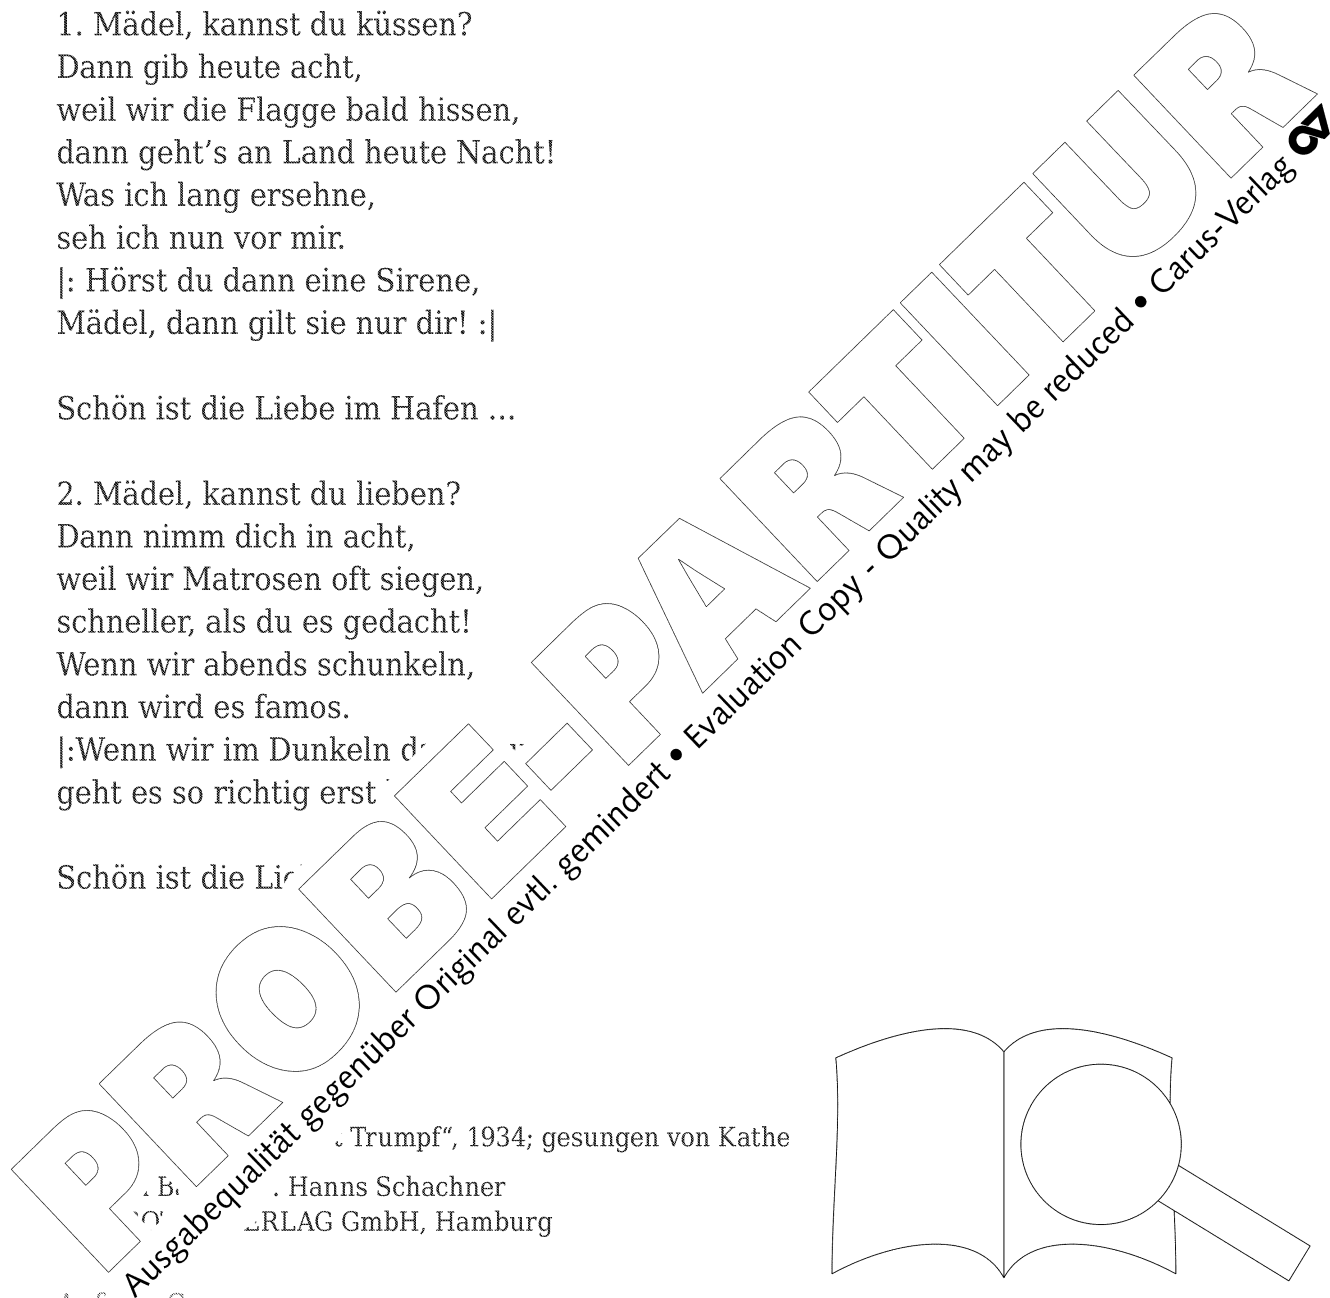 1. Mädel, kannst du küssen?
Dann gib heute acht,
weil wir die Flagge bald hissen,
dann geht’s an Land heute Nacht!
Was ich lang ersehne,
seh ich nun vor mir.
|: Hörst du dann eine Sirene,
Mädel, dann gilt sie nur dir! :|
Schön ist die Liebe im Hafen ...
2. Mädel, kannst du lieben?
Dann nimm dich in acht,
weil wir Matrosen oft siegen,
schneller, als du es gedacht!
Wenn wir abends schunkeln,
dann wird es famos.
|:Wenn wir im Dunkeln
geht es so richtig erst
Schön ist die
Trumpf“, 1934; gesungen von Kathe
Hanns Schachner
GmbH, Hamburg
PROBE-PARTITUR
Ausgabequalität gegenüber Original evtl. gemindert • Evaluation Copy - Quality may be reduced • Carus-Verlag